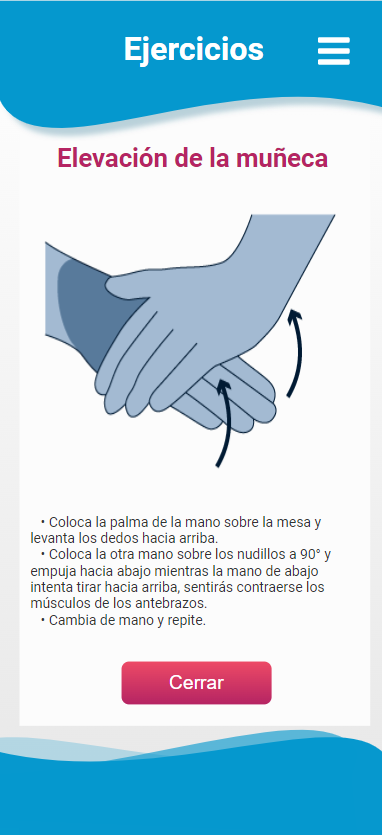 Ejercicios
Elevación de la muñeca
• Coloca la palma de la mano sobre la mesa y
levanta los dedos hacia arriba.
• Coloca la otra mano sobre los nudillos a 90° y
empuja hacia abajo mientras la mano de abajo
intenta tirar hacia arriba, sentirás contraerse los
músculos de los antebrazos.
• Cambia de mano y repite.
Cerrar